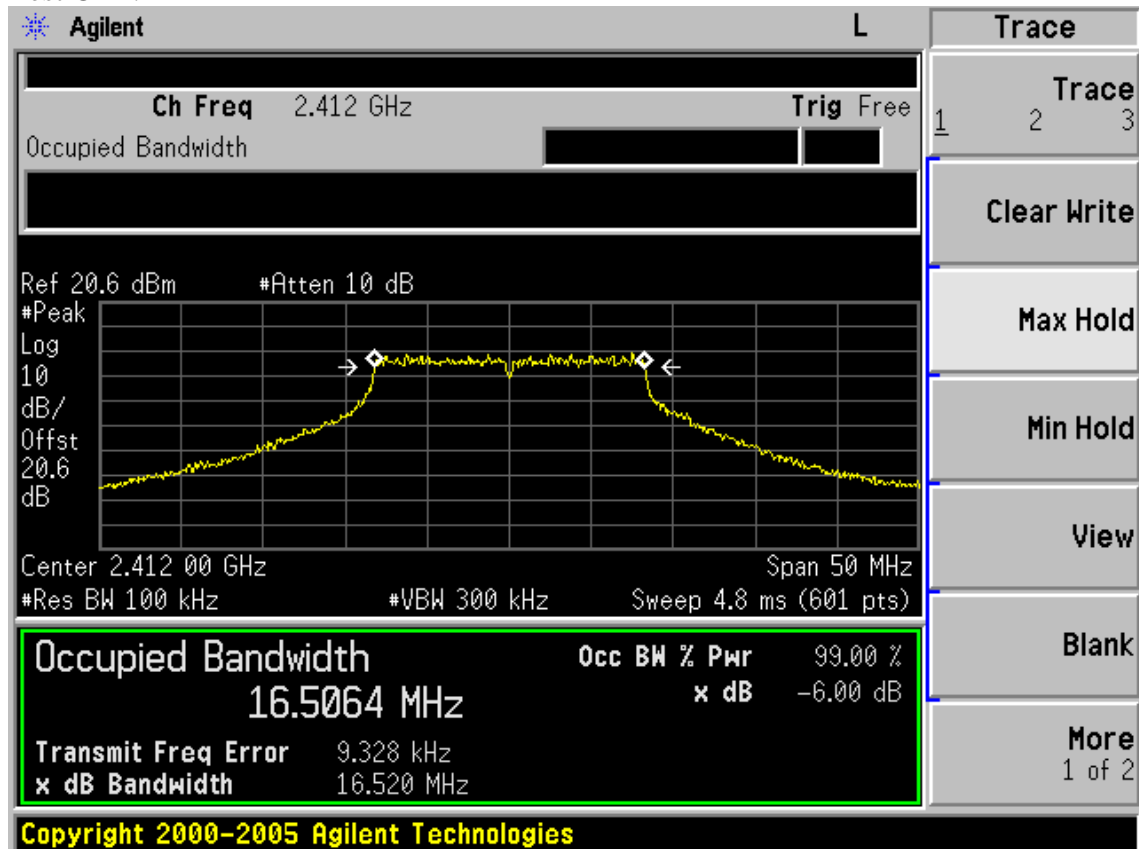 Agilent L Trace
Ch Freq 2.412 GHz Trig Free
Occupied Bandwidth
Trace
1 2 3
Clear Write
Ref 20.6 dBm #Atten 10 dB
#Peak
Log
10
dB/
Offst
20.6
dB
Max Hold
Min Hold
Center 2.412 00 GHz Span 50 MHz
#Res BW 100 kHz #VBW 300 kHz Sweep 4.8 ms (601 pts)
View
Occupied Bandwidth Occ BW % Pwr 99.00 %
16.5064 MHz x dB -6.00 dB
Transmit Freq Error 9.328 kHz
x dB Bandwidth 16.520 MHz
Blank
More
1 of 2
Copyright 2000-2005 Agilent Technologies